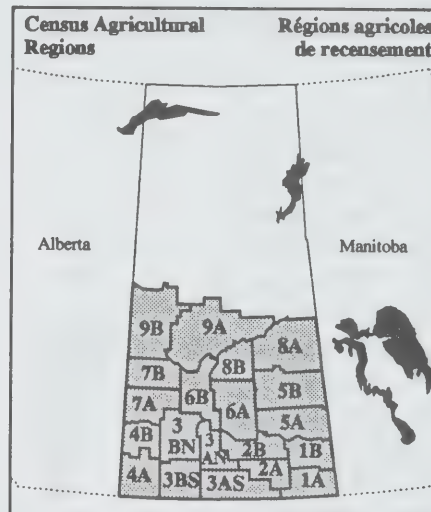 Census Agricultural Regions
Régions agricoles de recensement
Alberta
Manitoba
9B
9A
8A
7B
8B
6B
5B
7A
6A
5A
4B
3 BN
3 AN
2B
1B
4A
3BS
3AS
2A
1A